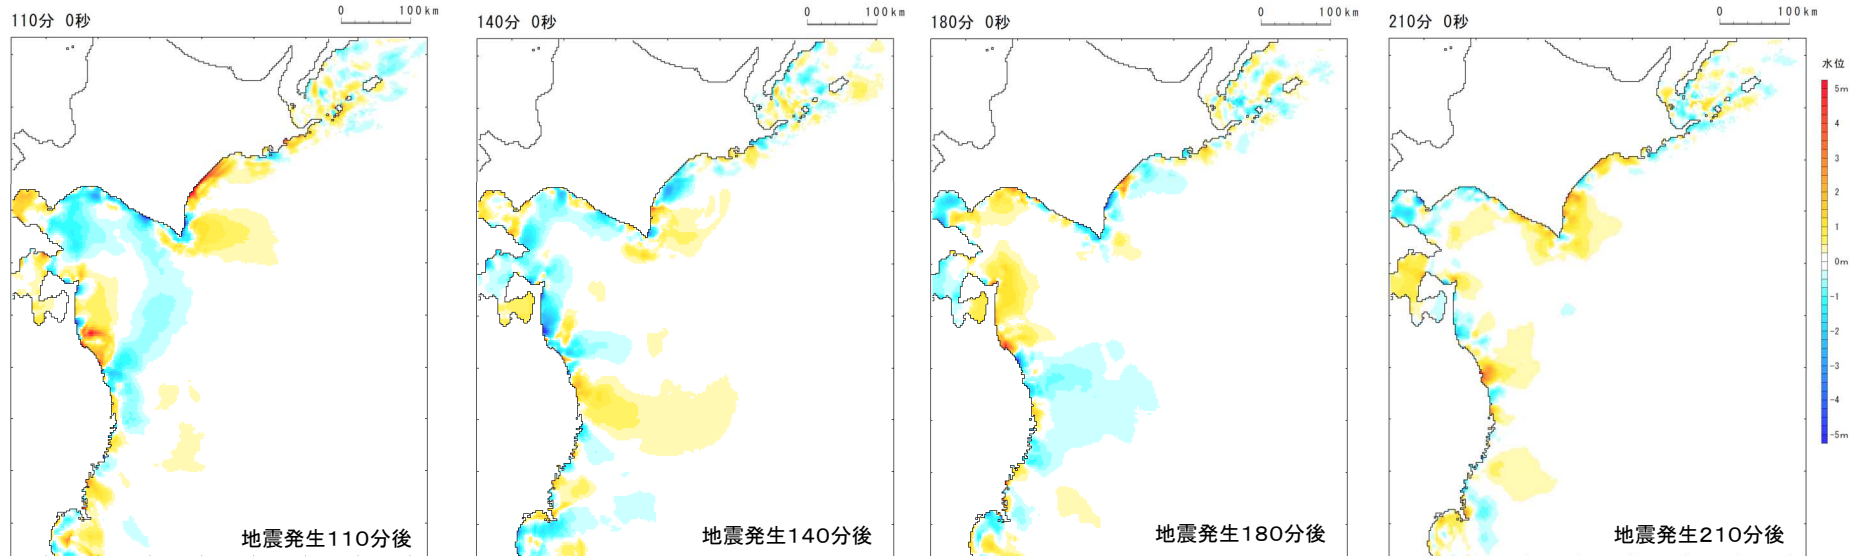 110分 0秒
0 100km
地震発生110分後
140分 0秒
0 100km
地震発生140分後
180分 0秒
0 100km
地震発生180分後
210分 0秒
0 100km
地震発生210分後
水位
5m
4
3
2
1
0m
-1
-2
-3
-4
-5m